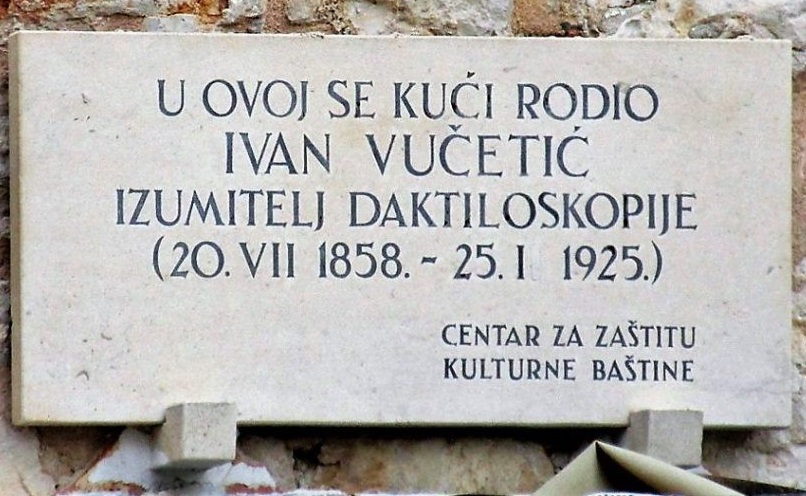 U OVOJ SE KUĆI RODIO
IVAN VUČETIĆ
IZUMITELJ DAKTILOSKOPIJE
(20. VII 1858. - 25. I 1925.)
CENTAR ZA ZAŠTITU
KULTURNE BAŠTINE